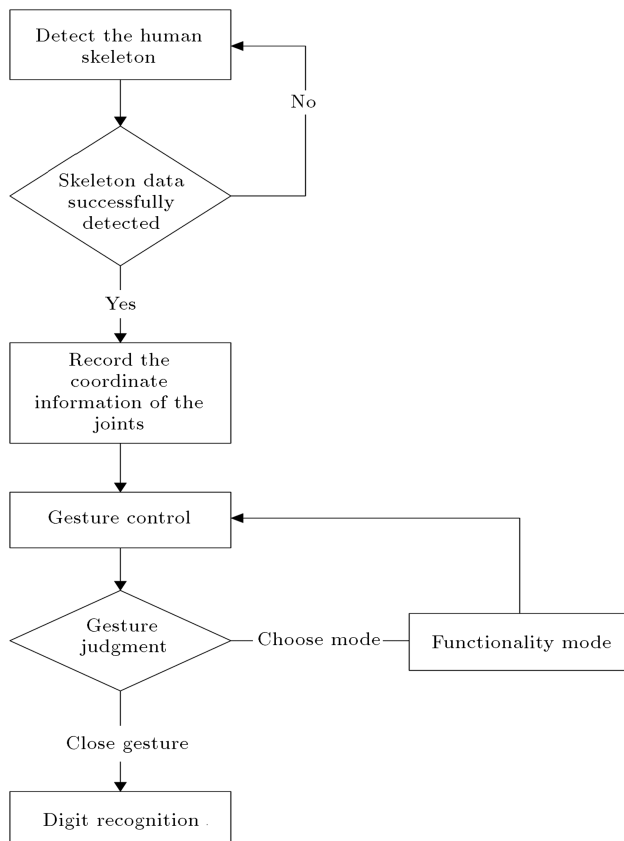 Detect the human
skeleton
No
Skeleton data
successfully
detected
Yes
Record the
coordinate
information of the
joints
Gesture control
Gesture
judgment
Choose mode
Functionality mode
Close gesture
Digit recognition